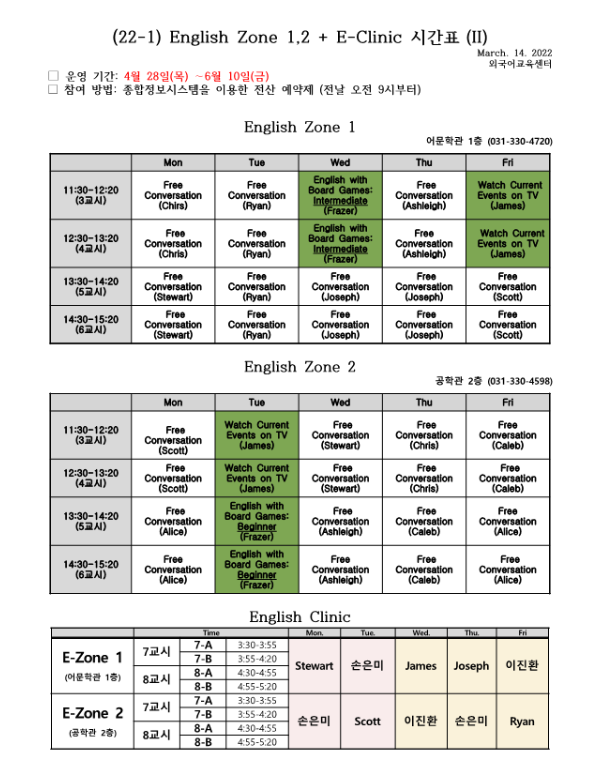 (22-1) English Zone 1,2 + E-Clinic 시간표 (II)
March. 14. 2022
외국어교육센터
□ 운영 기간: 4월 28일(목) ~6월 10일(금)
□ 참여 방법: 종합정보시스템을 이용한 전산 예약제 (전날 오전 9시부터)
English Zone 1
어문학관 1층 (031-330-4720)
Mon Tue Wed Thu Fri
11:30-12:20
(3교시)
Free
Conversation
(Chirs)
Free
Conversation
(Ryan)
English with
Board Games:
Intermediate
(Frazer)
Free
Conversation
(Ashleigh)
Watch Current
Events on TV
(James)
12:30-13:20
(4교시)
Free
Conversation
(Chris)
Free
Conversation
(Ryan)
English with
Board Games:
Intermediate
(Frazer)
Free
Conversation
(Ashleigh)
Watch Current
Events on TV
(James)
13:30-14:20
(5교시)
Free
Conversation
(Stewart)
Free
Conversation
(Ryan)
Free
Conversation
(Joseph)
Free
Conversation
(Joseph)
Free
Conversation
(Scott)
14:30-15:20
(6교시)
Free
Conversation
(Stewart)
Free
Conversation
(Ryan)
Free
Conversation
(Joseph)
Free
Conversation
(Joseph)
Free
Conversation
(Scott)
English Zone 2
공학관 2층 (031-330-4598)
Mon Tue Wed Thu Fri
11:30-12:20
(3교시)
Free
Conversation
(Scott)
Watch Current
Events on TV
(James)
Free
Conversation
(Stewart)
Free
Conversation
(Chris)
Free
Conversation
(Caleb)
12:30-13:20
(4교시)
Free
Conversation
(Scott)
Watch Current
Events on TV
(James)
Free
Conversation
(Stewart)
Free
Conversation
(Chris)
Free
Conversation
(Caleb)
13:30-14:20
(5교시)
Free
Conversation
(Alice)
English with
Board Games:
Beginner
(Frazer)
Free
Conversation
(Ashleigh)
Free
Conversation
(Caleb)
Free
Conversation
(Alice)
14:30-15:20
(6교시)
Free
Conversation
(Alice)
English with
Board Games:
Beginner
(Frazer)
Free
Conversation
(Ashleigh)
Free
Conversation
(Caleb)
Free
Conversation
(Alice)
English Clinic
Time Mon. Tue. Wed. Thu. Fri
E-Zone 1
(어문학관 1층)
7교시
7-A 3:30-3:55
7-B 3:55-4:20
8교시
8-A 4:30-4:55
8-B 4:55-5:20
Stewart 손은미 James Joseph 이진환
E-Zone 2
(공학관 2층)
7교시
7-A 3:30-3:55
7-B 3:55-4:20
8교시
8-A 4:30-4:55
8-B 4:55-5:20
손은미 Scott 이진환 손은미 Ryan